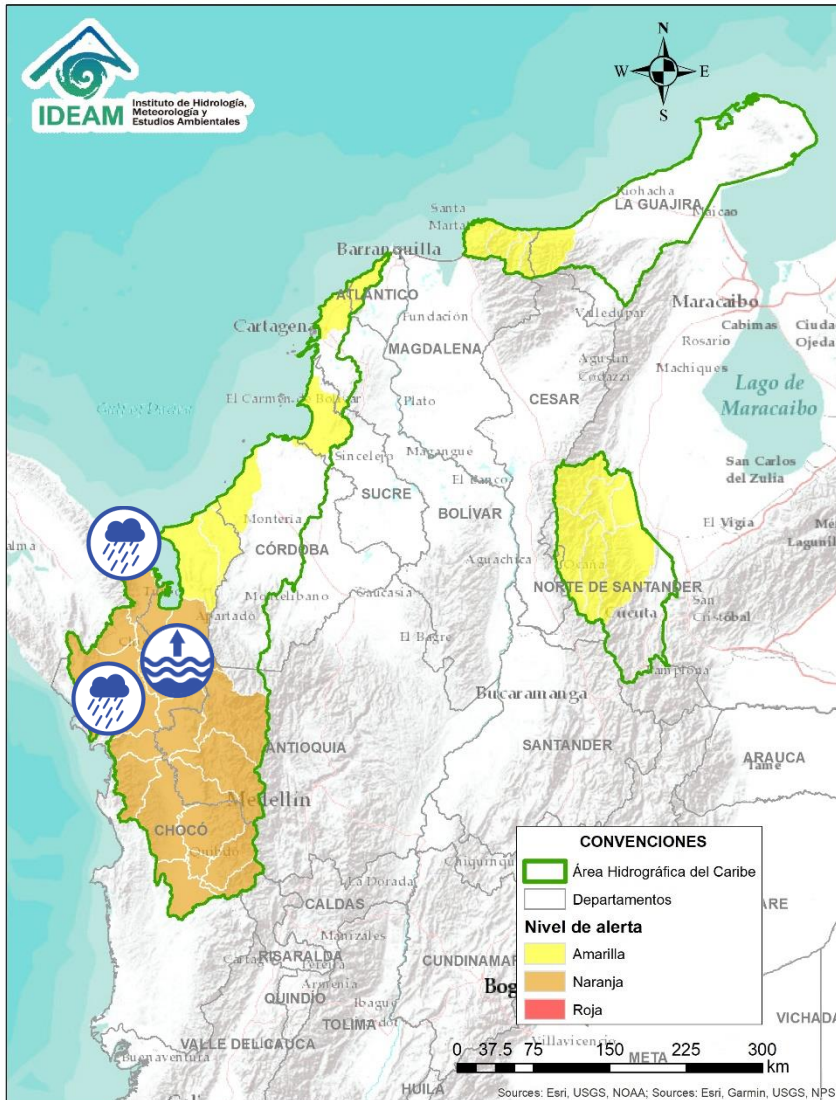 IDEAM
Instituto de Hidrología,
Meteorología y
Estudios Ambientales
N
W
E
S
Riohacha
LA GUAJIRA
Maicao
Santa
Marta
Barranquilla
ATLÁNTICO
Cartagena
Fundación
Valledupar
Maracaibo
Cabimas
Ciudad
Ojeda
Rosario
MAGDALENA
Agustín
Codazzi
Machiques
CESAR
Lago de
Maracaibo
El Carmen de Bolívar
Plato
Sincelejo
Magangué
San Carlos
del Zulia
El Banco
SUCRE
BOLÍVAR
Montería
El Vigía
CÓRDOBA
Aguachica
Ocaña
NORTE DE SANTANDER
Montelíbano
Caucasia
Cúcuta
San
Cristóbal
Turbo
Apartadó
El Bagre
Pamplona
Bucaramanga
ANTIOQUIA
SANTANDER
ARAUCA
Tame
Medellín
CHOCÓ
Quibdó
La Dorada
CALDAS
Manizales
RISARALDA
Pereira
Armenia
QUINDÍO
Ibagué
TOLIMA
CUNDINAMAR
Bog
VICHADA
Villavicencio
META
VALLE DEL CAUCA
Buenaventura
HUILA
CONVENCIONES
Área Hidrográfica del Caribe
Departamentos
Nivel de alerta
Amarilla
Naranja
Roja
0 37.5 75 150 225 300
km
Sources: Esri, USGS, NOAA; Sources: Esri, Garmin, USGS, NPS